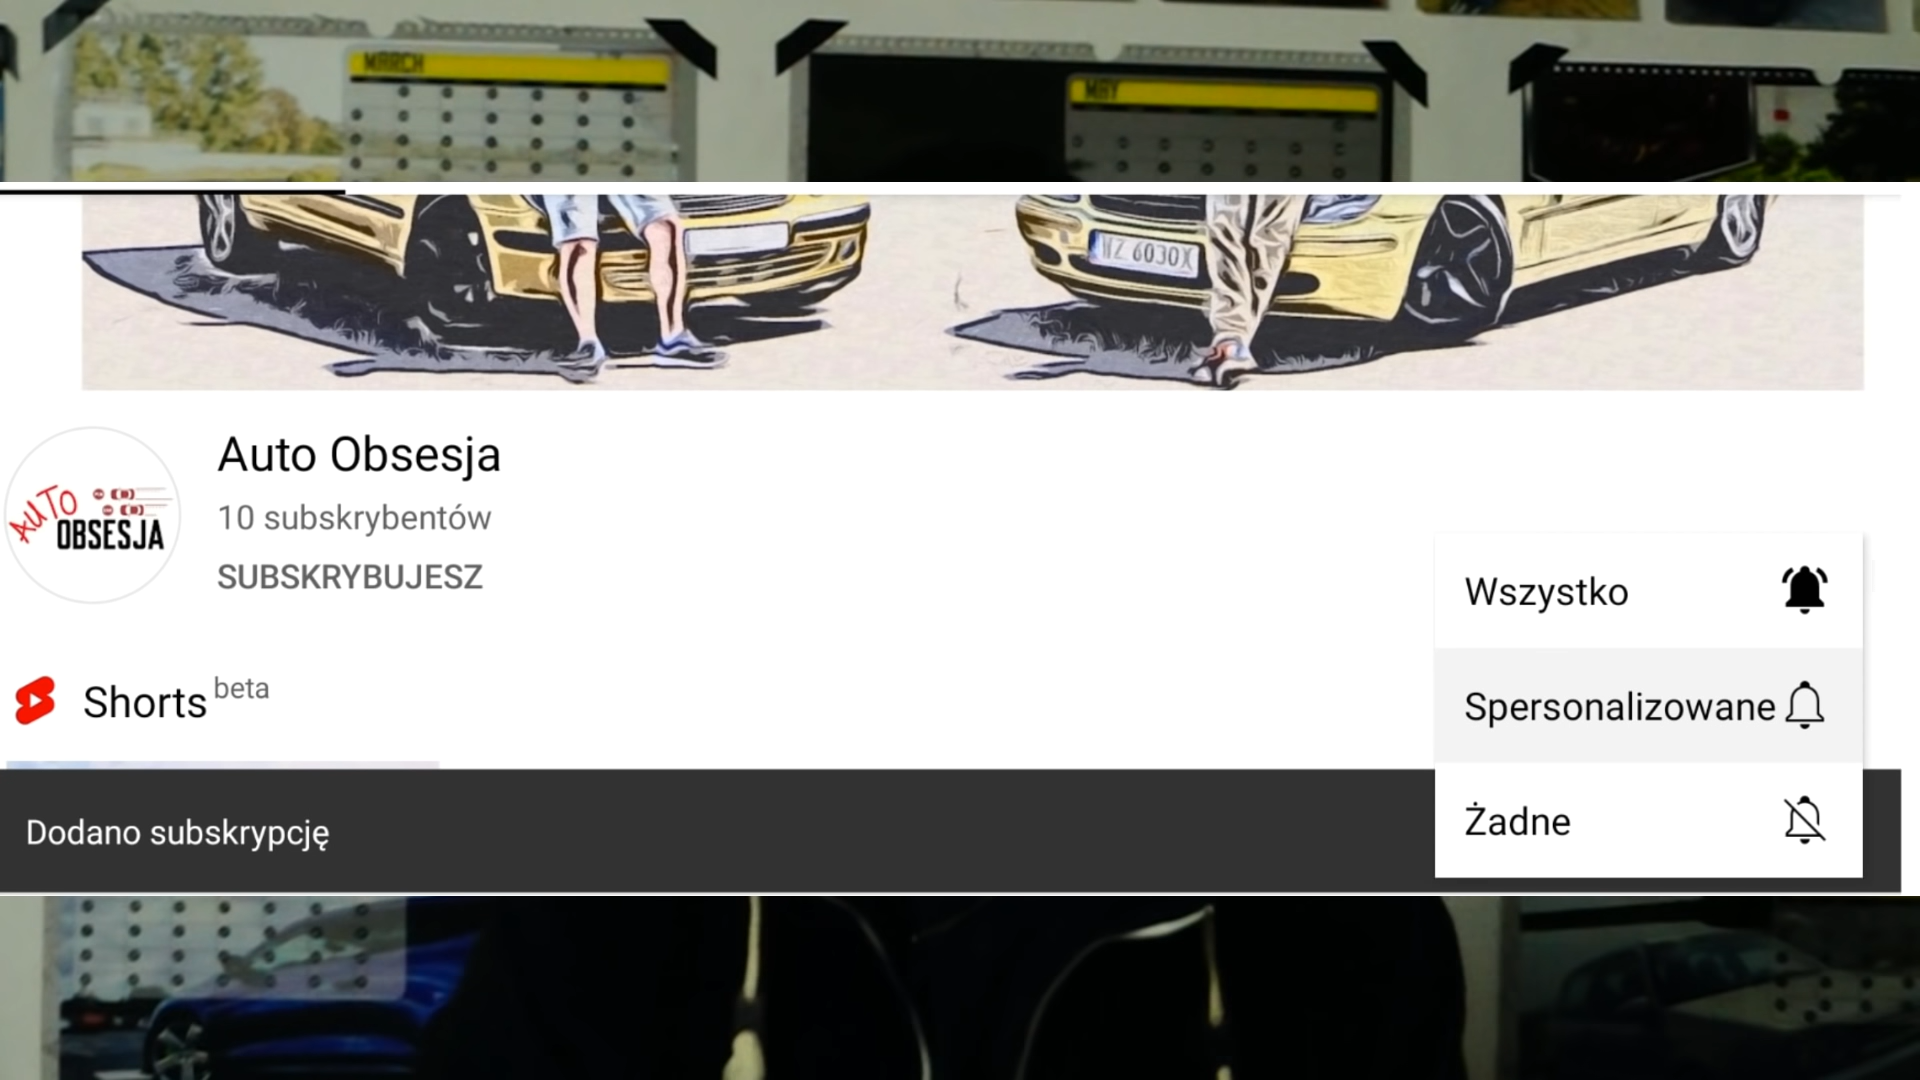 MARCH
MAY
WZ 6030X
Auto Obsesja
10 subskrybentów
SUBSKRYBUJESZ
AUTO
OBSESJA
Shorts beta
Wszystko
Spersonalizowane
Żadne
Dodano subskrypcję